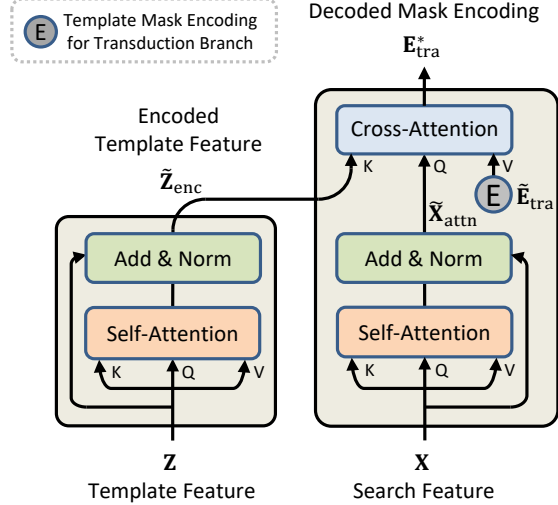 E
Template Mask Encoding
for Transduction Branch
Decoded Mask Encoding
E*tra
Cross-Attention
K
Q
V
E
Ẽtra
Encoded
Template Feature
Z̃enc
X̃attn
Add & Norm
Add & Norm
Self-Attention
Self-Attention
K
Q
V
K
Q
V
Z
X
Template Feature
Search Feature